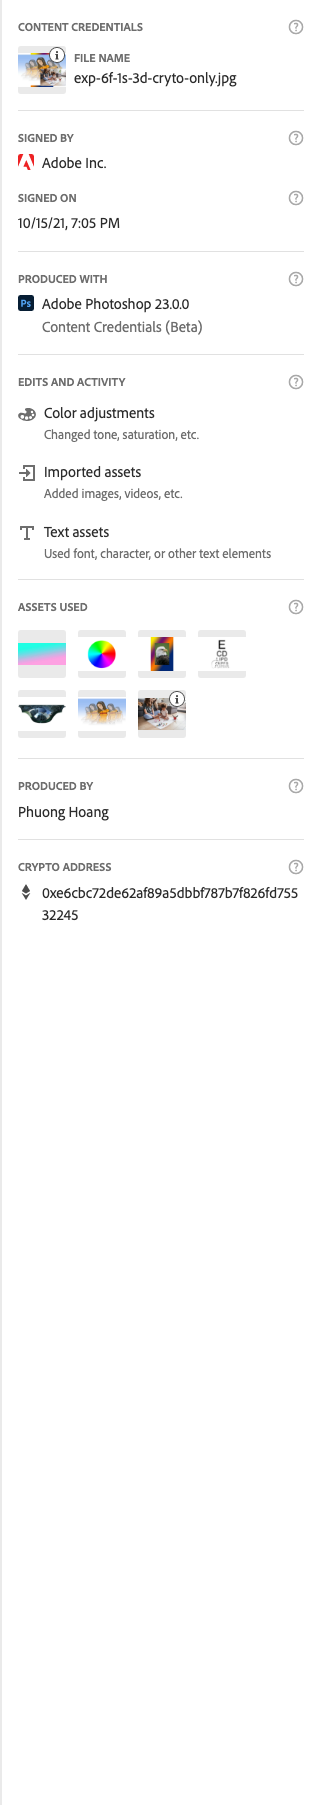 CONTENT CREDENTIALS
FILE NAME
exp-6f-1s-3d-cryto-only.jpg
SIGNED BY
Adobe Inc.
SIGNED ON
10/15/21, 7:05 PM
PRODUCED WITH
Ps Adobe Photoshop 23.0.0
Content Credentials (Beta)
EDITS AND ACTIVITY
Color adjustments
Changed tone, saturation, etc.
Imported assets
Added images, videos, etc.
Text assets
Used font, character, or other text elements
ASSETS USED
E
PRODUCED BY
Phuong Hoang
CRYPTO ADDRESS
0xe6cbc72de62af89a5dbbf787b7f826fd755
32245